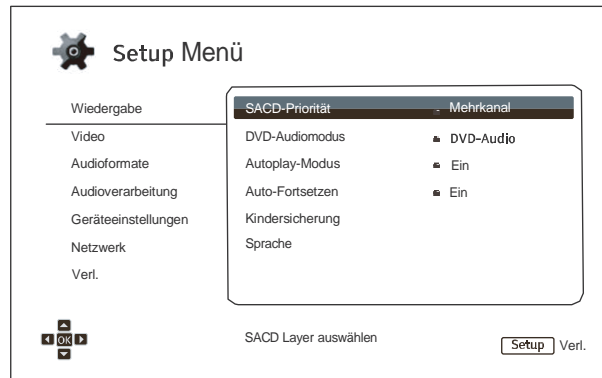 Setup Menü
Wiedergabe
Video
Audioformate
Audioverarbeitung
Geräteeinstellungen
Netzwerk
Verl.
SACD-Priorität Mehrkanal
DVD-Audiomodus DVD-Audio
Autoplay-Modus Ein
Auto-Fortsetzen Ein
Kindersicherung
Sprache
OK
SACD Layer auswählen
Setup Verl.